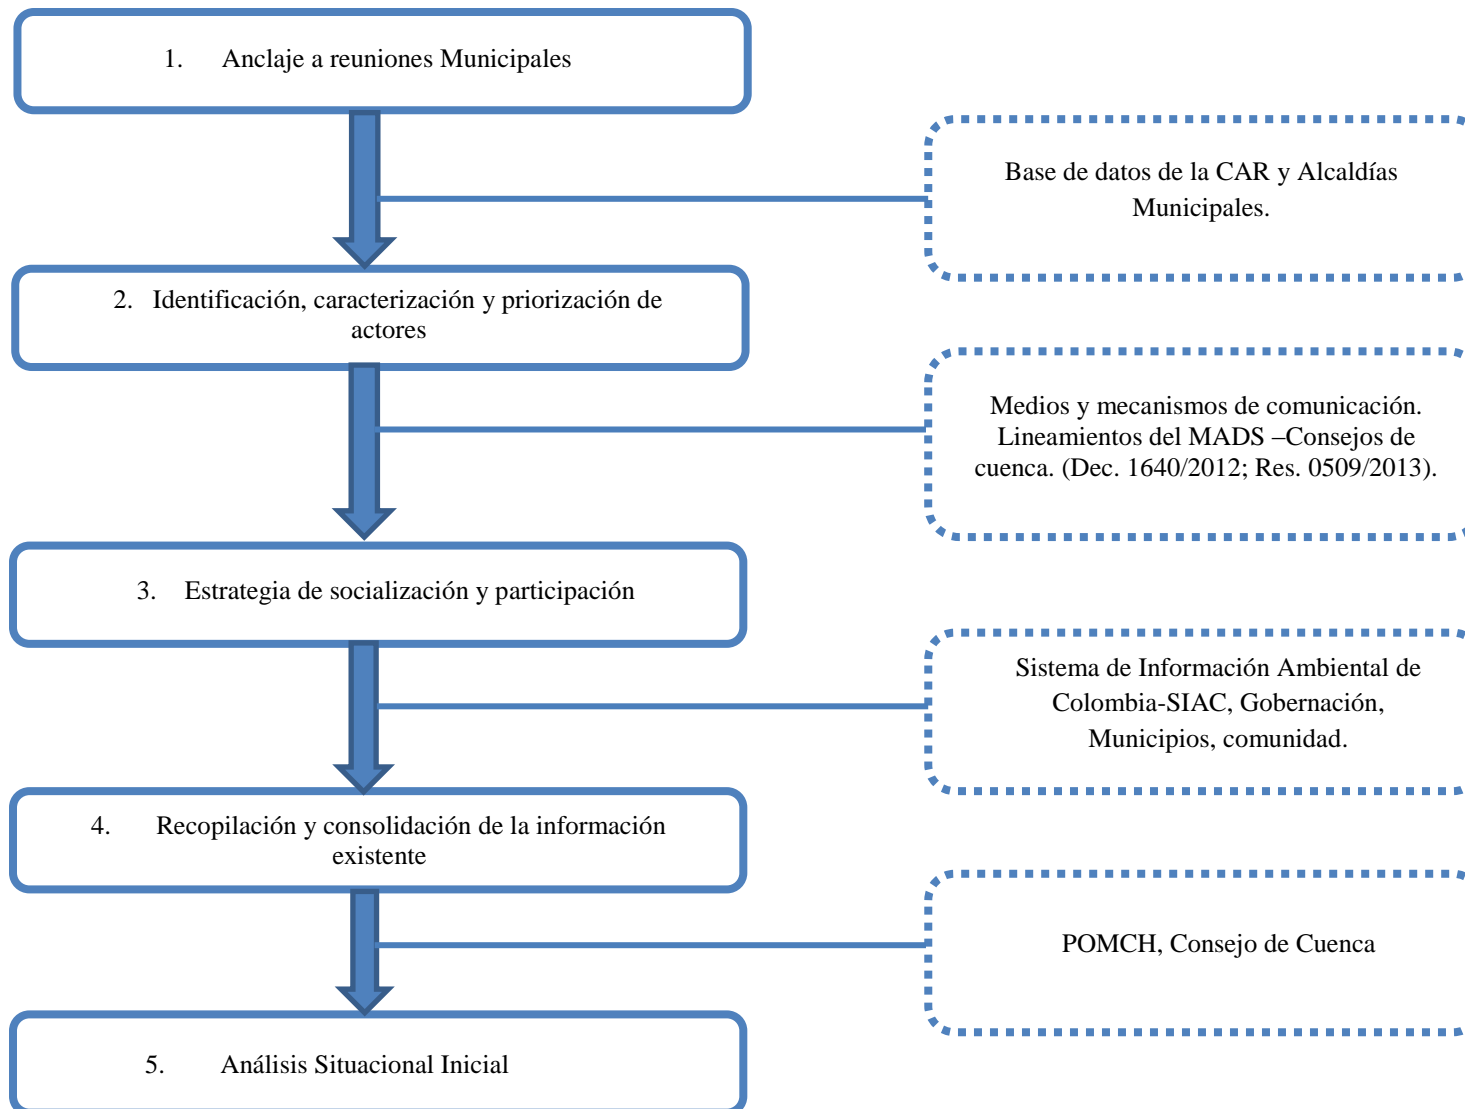 1. Anclaje a reuniones Municipales
Base de datos de la CAR y Alcaldías
Municipales.
2. Identificación, caracterización y priorización de
actores
Medios y mecanismos de comunicación.
Lineamientos del MADS –Consejos de
cuenca. (Dec. 1640/2012; Res. 0509/2013).
3. Estrategia de socialización y participación
Sistema de Información Ambiental de
Colombia-SIAC, Gobernación,
Municipios, comunidad.
4. Recopilación y consolidación de la información
existente
POMCH, Consejo de Cuenca
5. Análisis Situacional Inicial